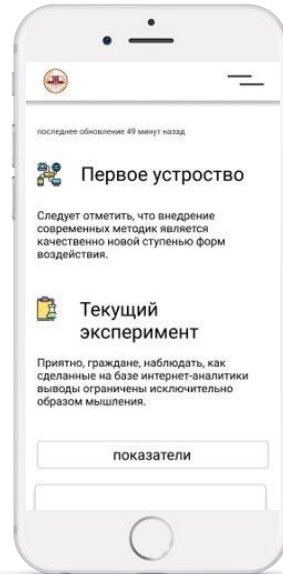 последнее обновление 49 минут назад
Первое устроство
Следует отметить, что внедрение
современных методик является
качественно новой ступенью форм
воздействия.
Текущий
эксперимент
Приятно, граждане, наблюдать, как
сделанные на базе интернет-аналитики
выводы ограничены исключительно
образом мышления.
показатели